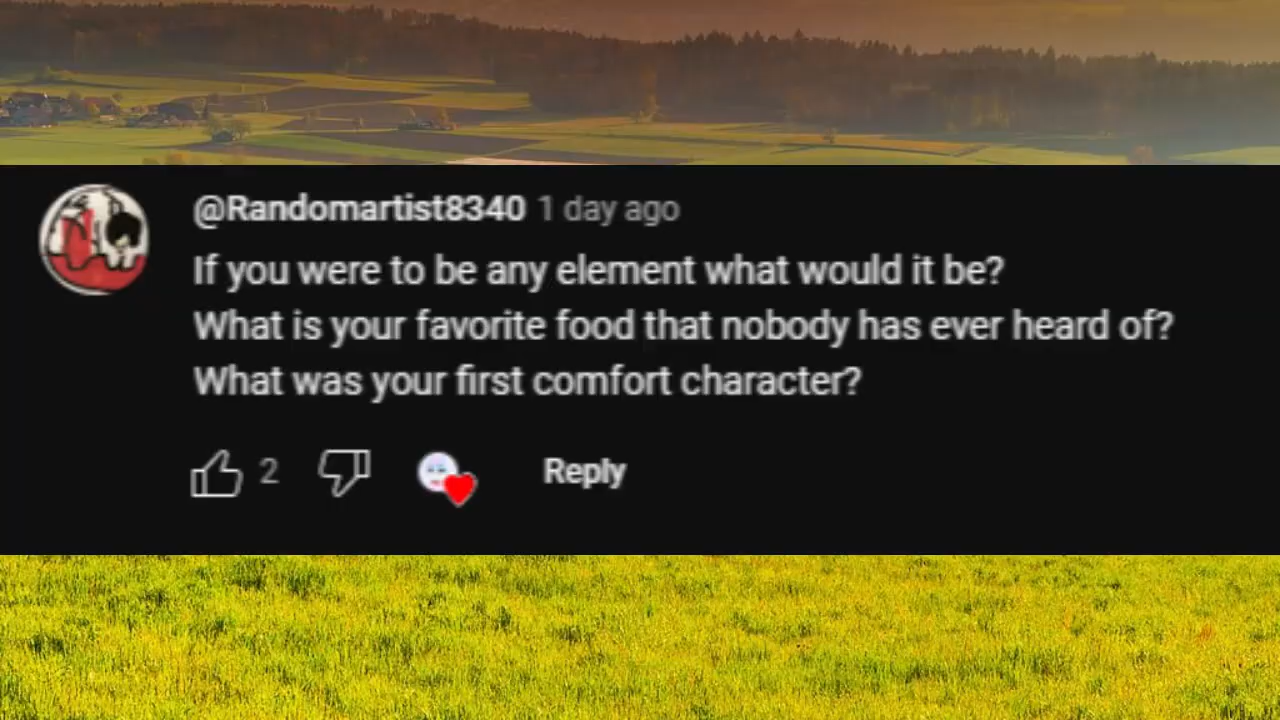 @Randomartist8340 1 day ago
If you were to be any element what would it be?
What is your favorite food that nobody has ever heard of?
What was your first comfort character?
2 Reply